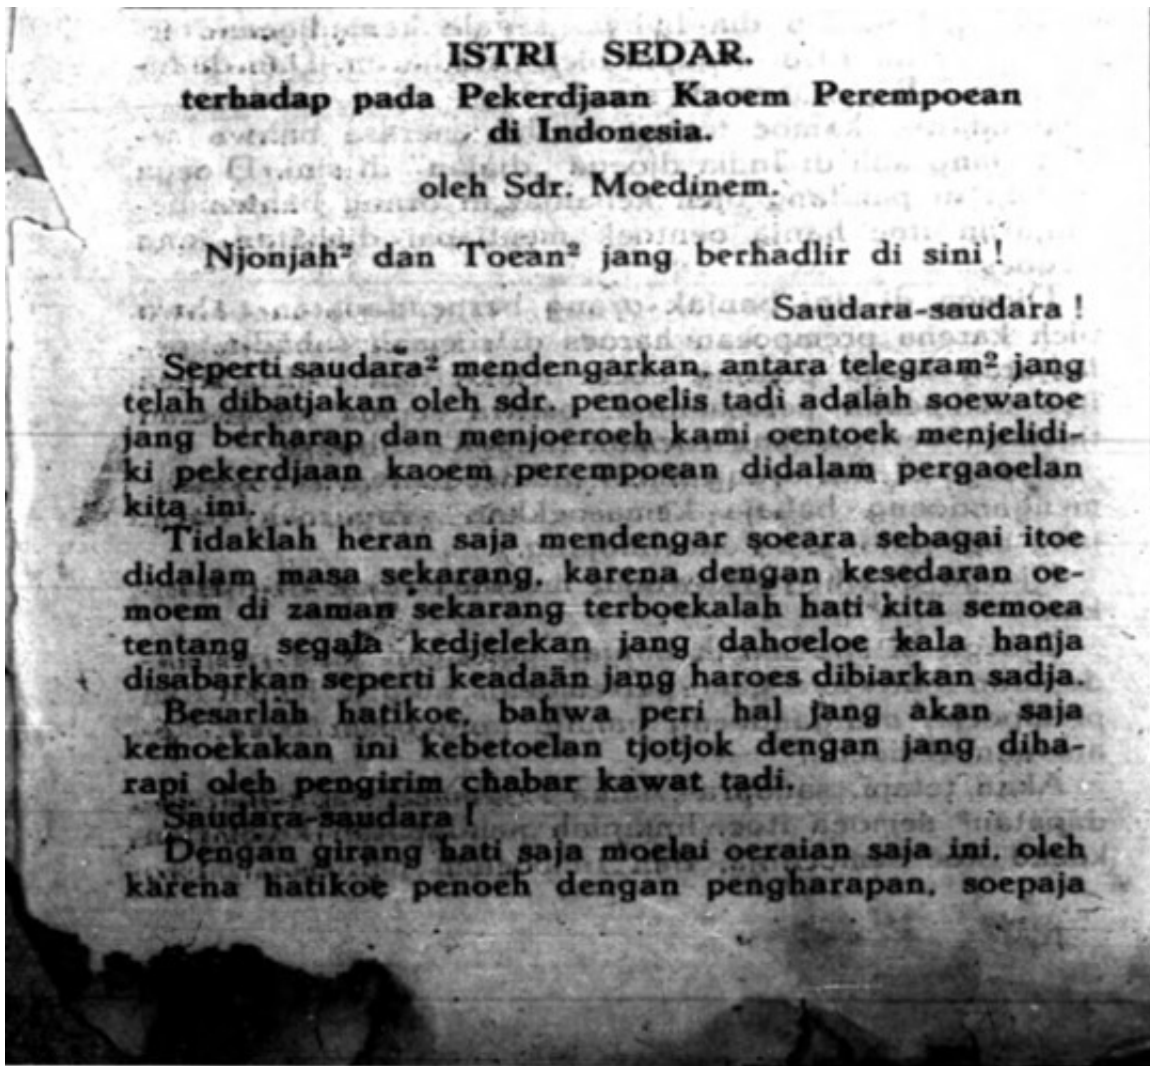 ISTRI SEDAR.
terhadap pada Pekerdjaan Kaoem Perempoean
di Indonesia.
oleh Sdr. Moedinem.
Njonjah² dan Toean² jang berhadlir di sini !
Saudara-saudara !
Seperti saudara² mendengarkan, antara telegram² jang
telah dibatjakan oleh sdr. penoelis tadi adalah soewatoe
jang berharap dan menjoeroeh kami oentoek menjelidi-
ki pekerdjaan kaoem perempoean didalam pergaoelan
kita ini.
Tidaklah heran saja mendengar soeara sebagai itoe
didalam masa sekarang, karena dengan kesedaran oe-
moem di zaman sekarang terboekalah hati kita semoea
tentang segala kedjelekan jang dahoeloe kala hanja
disabarkan seperti keadaän jang haroes dibiarkan sadja.
Besarlah hatikoe, bahwa peri hal jang akan saja
kemoekakan ini kebetoelan tjotjok dengan jang diha-
rapi oleh pengirim chabar kawat tadi.
Saudara-saudara !
Dengan girang hati saja moelai oeraian saja ini, oleh
karena hatikoe penoeh dengan pengharapan, soepaja